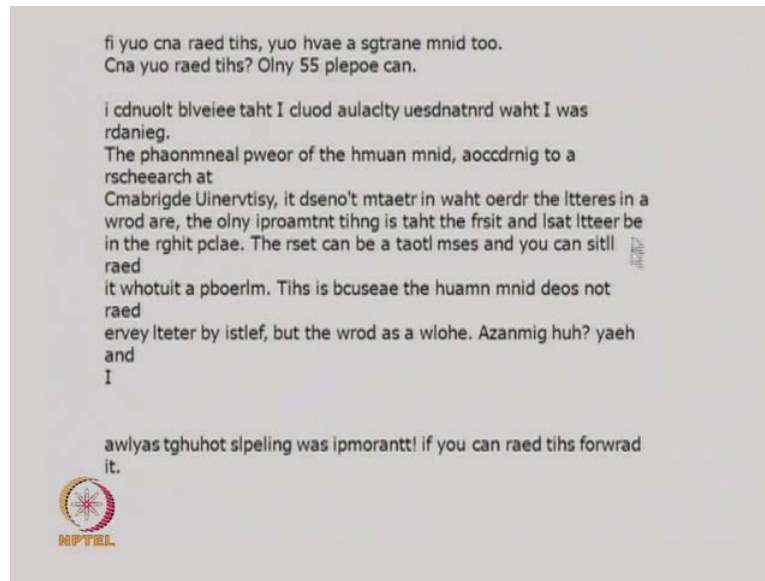 fi yuo cna raed tihs, yuo hvae a sgtrane mnid too.
Cna yuo raed tihs? Olny 55 plepoe can.
i cdnuolt blveiee taht I cluod aulaclty uesdnatnrd waht I was
rdanieg.
The phaonmneal pweor of the hmuan mnid, aoccdrnig to a
rscheearch at
Cmabrigde Uinervtisy, it dseno't mtaetr in waht oerdr the ltteres in a
wrod are, the olny iproamtnt tihng is taht the frsit and lsat ltteer be
in the rghit pclae. The rset can be a taotl mses and you can sitll
raed
it whotuit a pboerlm. Tihs is bcuseae the huamn mnid deos not
raed
ervey lteter by istlef, but the wrod as a wlohe. Azanmig huh? yaeh
and
I
awlyas tghuhot slpeling was ipmorantt! if you can raed tihs forwrad
it.
NPTEL